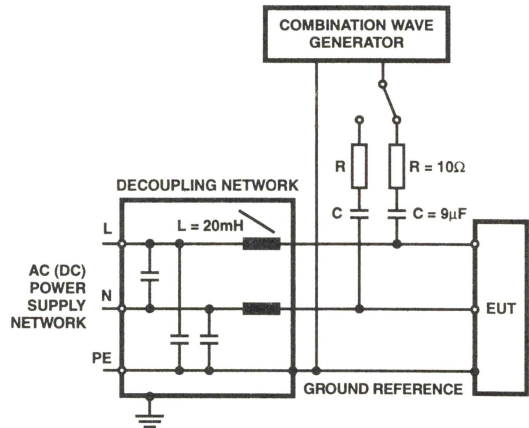 COMBINATION WAVE
GENERATOR
R
R = 10Ω
DECOUPLING NETWORK
C
C = 9µF
L
L = 20mH
AC (DC)
POWER
SUPPLY
NETWORK
N
EUT
PE
GROUND REFERENCE